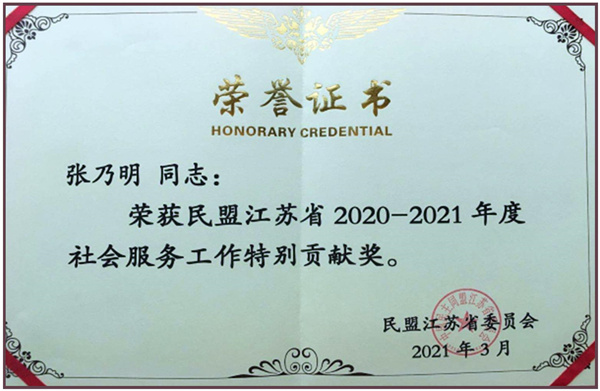 荣誉证书
HONORARY CREDENTIAL
张乃明 同志：
荣获民盟江苏省 2020-2021 年度
社会服务工作特别贡献奖。
民盟江苏省委员会
2021 年 3 月